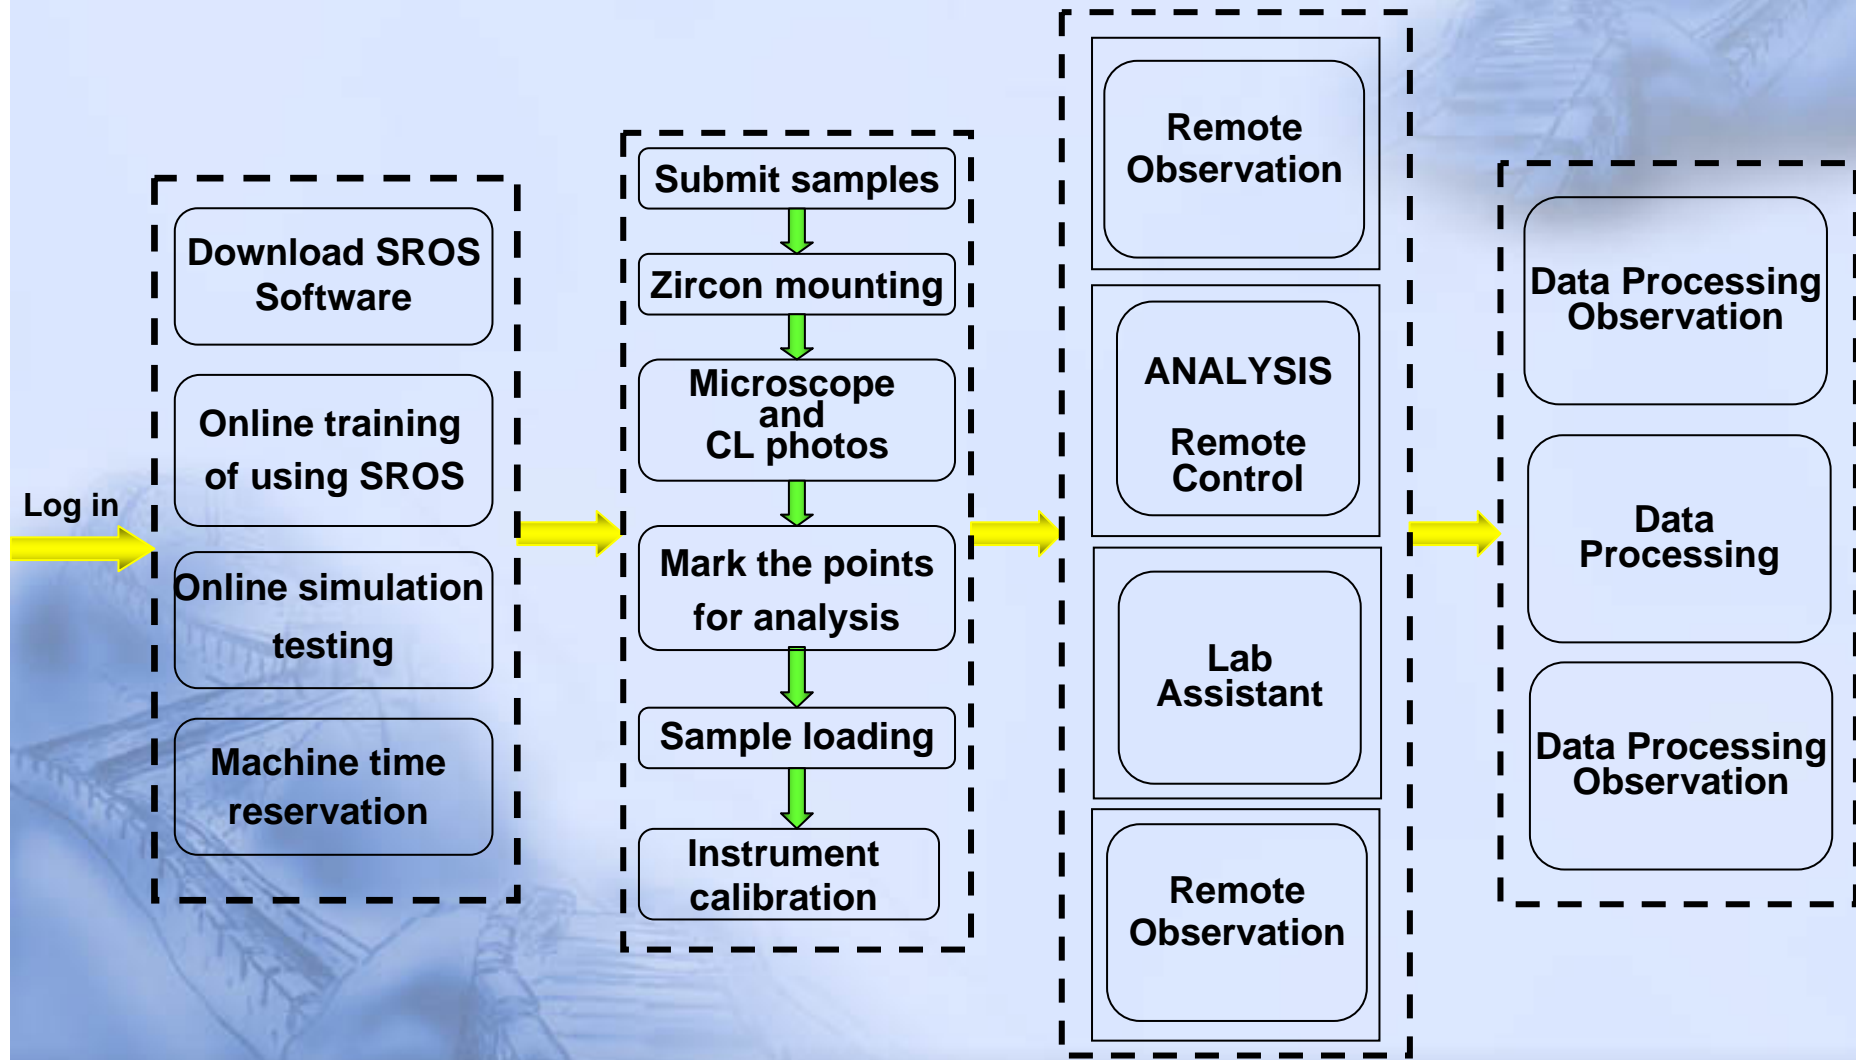 Log in
Download SROS
Software
Online training
of using SROS
Online simulation
testing
Machine time
reservation
Submit samples
Zircon mounting
Microscope
and
CL photos
Mark the points
for analysis
Sample loading
Instrument
calibration
Remote
Observation
ANALYSIS
Remote
Control
Lab
Assistant
Remote
Observation
Data Processing
Observation
Data
Processing
Data Processing
Observation